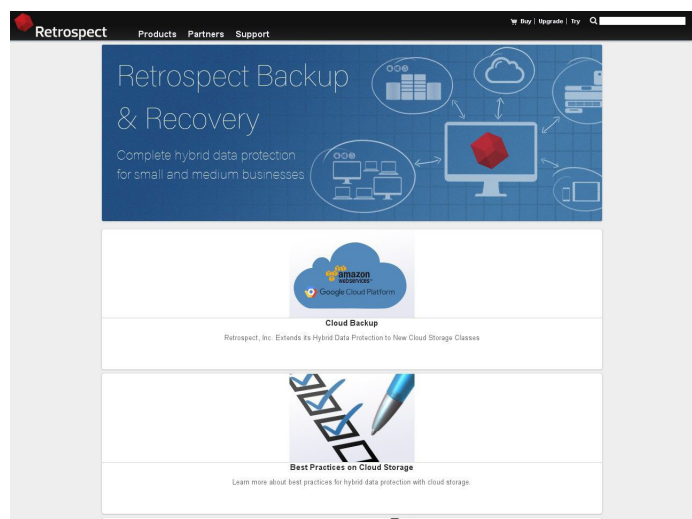 Retrospect
Products Partners Support
Buy | Upgrade | Try
Retrospect Backup
& Recovery
Complete hybrid data protection
for small and medium businesses
amazon
webservices™
Google Cloud Platform
Cloud Backup
Retrospect, Inc. Extends its Hybrid Data Protection to New Cloud Storage Classes
Best Practices on Cloud Storage
Learn more about best practices for hybrid data protection with cloud storage.